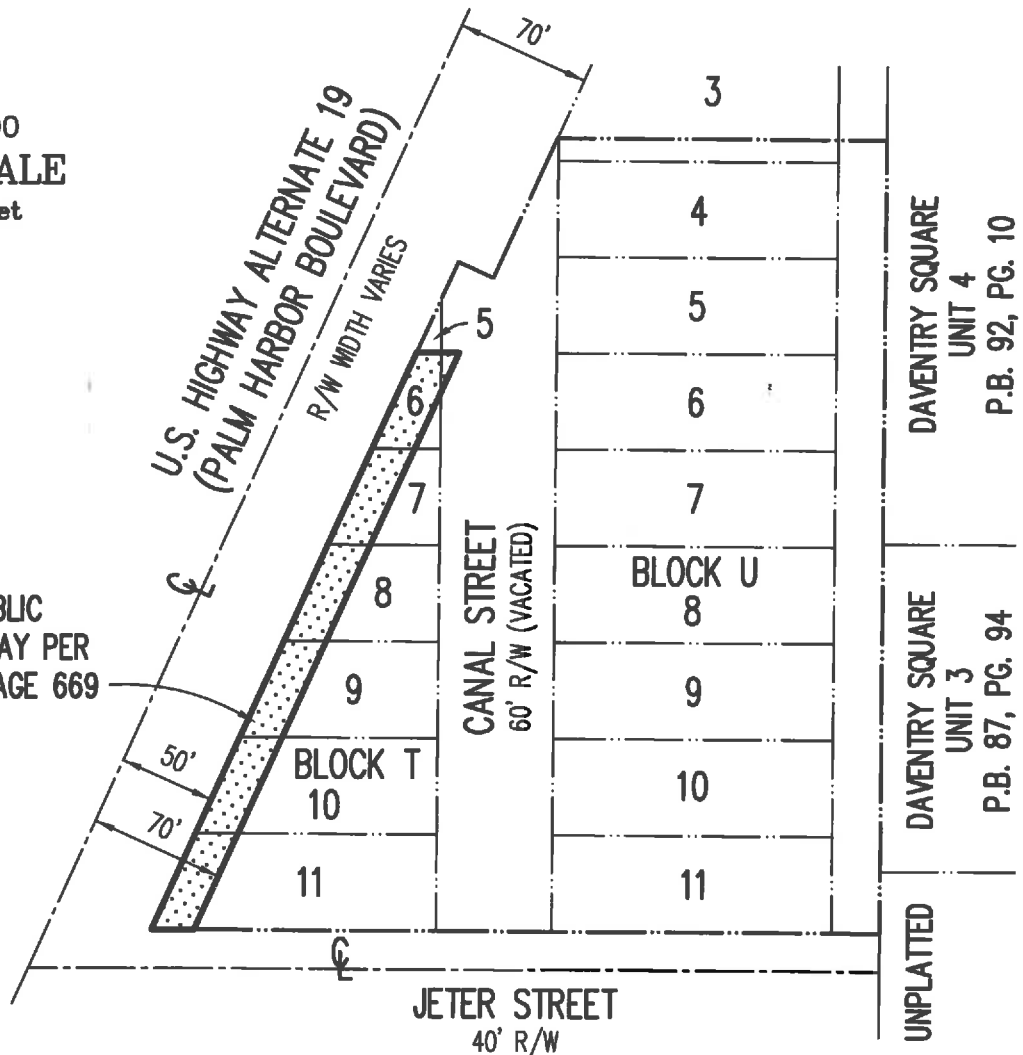 70'
3
U.S. HIGHWAY ALTERNATE 19
(PALM HARBOR BOULEVARD)
R/W WIDTH VARIES
4
5
5
6
6
7
7
BLOCK U
8
8
9
9
BLOCK T
10
10
11
11
CANAL STREET
60' R/W (VACATED)
DAVENTRY SQUARE
UNIT 4
P.B. 92, PG. 10
DAVENTRY SQUARE
UNIT 3
P.B. 87, PG. 94
UNPLATTED
AY PER
AGE 669
50'
70'
℄
℄
JETER STREET
40' R/W